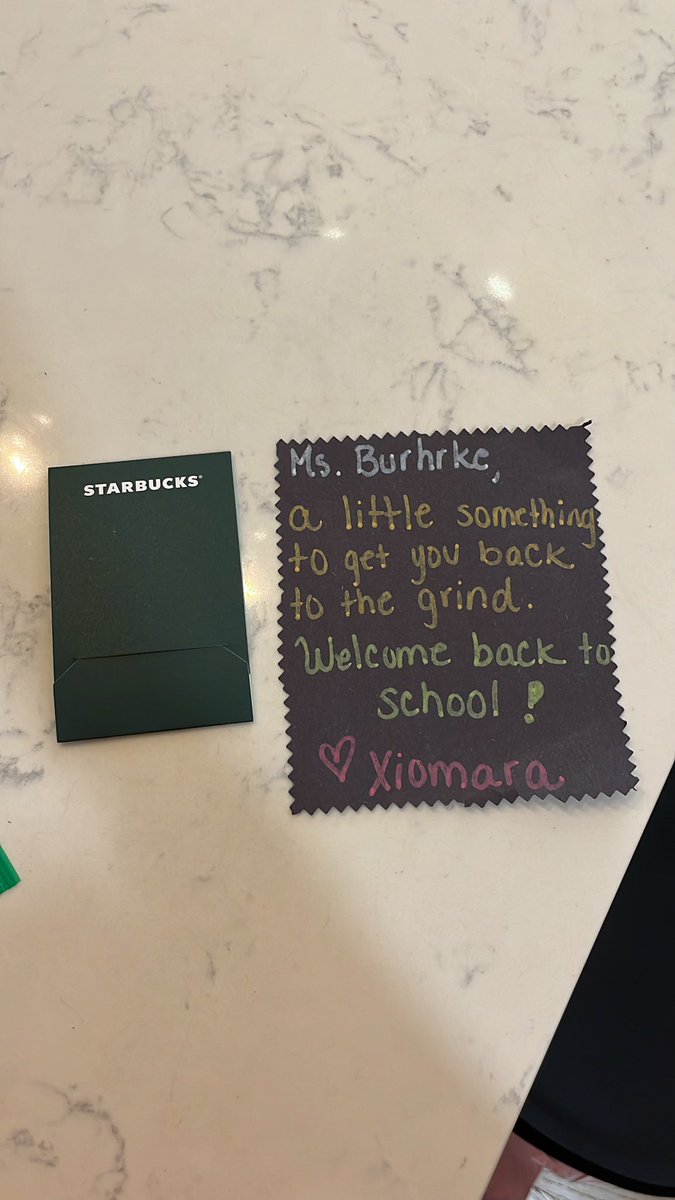 STARBUCKS®
Ms. Burhrke,
a little something
to get you back
to the grind.
Welcome back to
school!
♡ Xiomara